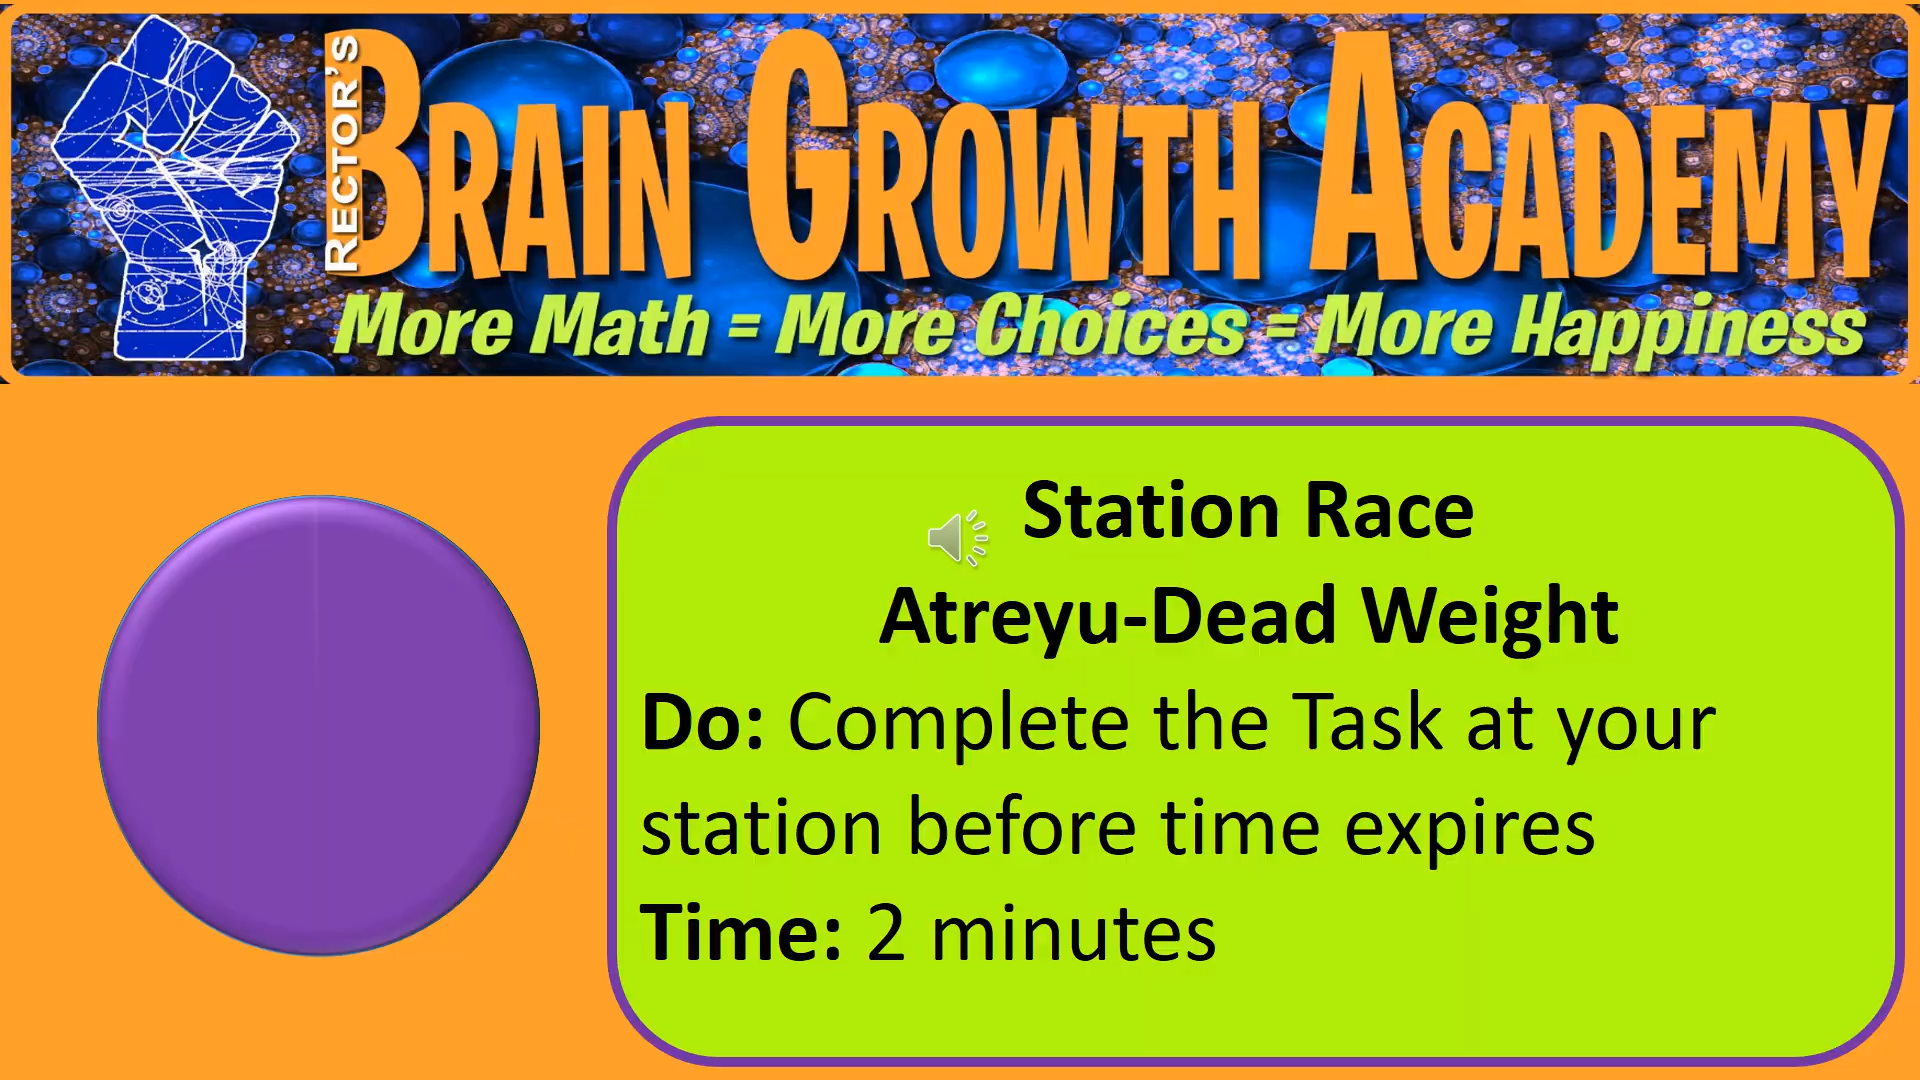 RECTOR'S
BRAIN GROWTH ACADEMY
More Math = More Choices = More Happiness
Station Race
Atreyu-Dead Weight
Do: Complete the Task at your
station before time expires
Time: 2 minutes